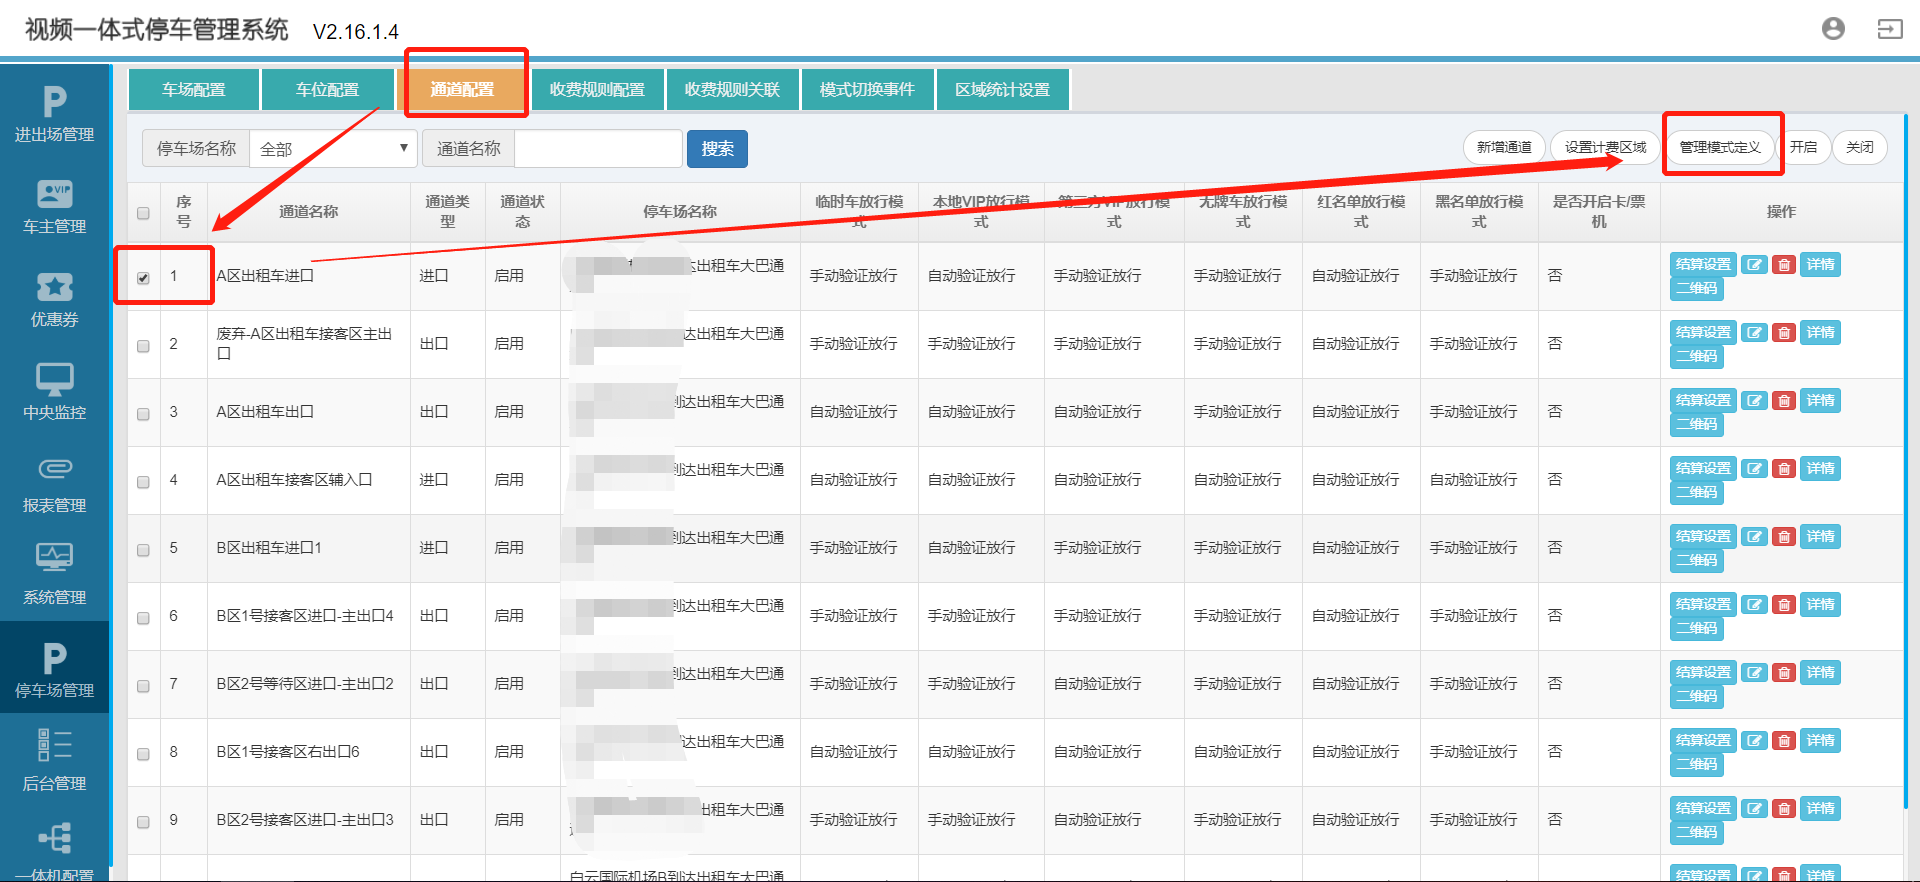 视频一体式停车管理系统 V2.16.1.4
车场配置 车位配置 通道配置 收费规则配置 收费规则关联 模式切换事件 区域统计设置
停车场名称 全部 通道名称 搜索 新增通道 设置计费区域 管理模式定义 开启 关闭
进出场管理
车主管理
优惠券
中央监控
报表管理
系统管理
停车场管理
后台管理
一体机配置
序号 通道名称 通道类型 通道状态 停车场名称 临时车放行模式 本地VIP放行模式 第三方VIP放行模式 无牌车放行模式 红名单放行模式 黑名单放行模式 是否开启卡/票机 操作
1 A区出租车进口 进口 启用 达出租车大巴通 手动验证放行 自动验证放行 手动验证放行 手动验证放行 自动验证放行 手动验证放行 否 结算设置 详情
二维码
2 废弃-A区出租车接客区主出口 出口 启用 达出租车大巴通 手动验证放行 手动验证放行 手动验证放行 手动验证放行 自动验证放行 手动验证放行 否 结算设置 详情
二维码
3 A区出租车出口 出口 启用 到达出租车大巴通 自动验证放行 自动验证放行 自动验证放行 手动验证放行 自动验证放行 手动验证放行 否 结算设置 详情
二维码
4 A区出租车接客区辅入口 进口 启用 到达出租车大巴通 自动验证放行 自动验证放行 自动验证放行 自动验证放行 自动验证放行 自动验证放行 否 结算设置 详情
二维码
5 B区出租车进口1 进口 启用 到达出租车大巴通 手动验证放行 自动验证放行 手动验证放行 手动验证放行 自动验证放行 手动验证放行 否 结算设置 详情
二维码
6 B区1号接客区进口-主出口4 出口 启用 到达出租车大巴通 手动验证放行 手动验证放行 手动验证放行 手动验证放行 自动验证放行 手动验证放行 否 结算设置 详情
二维码
7 B区2号等待区进口-主出口2 出口 启用 到达出租车大巴通 手动验证放行 手动验证放行 自动验证放行 手动验证放行 自动验证放行 手动验证放行 否 结算设置 详情
二维码
8 B区1号接客区右出口6 出口 启用 达出租车大巴通 自动验证放行 自动验证放行 自动验证放行 自动验证放行 自动验证放行 手动验证放行 否 结算设置 详情
二维码
9 B区2号接客区进口-主出口3 出口 启用 出租车大巴通 手动验证放行 手动验证放行 自动验证放行 手动验证放行 自动验证放行 手动验证放行 否 结算设置 详情
二维码
白云国际机场B到达出租车大巴通 结算设置 详情